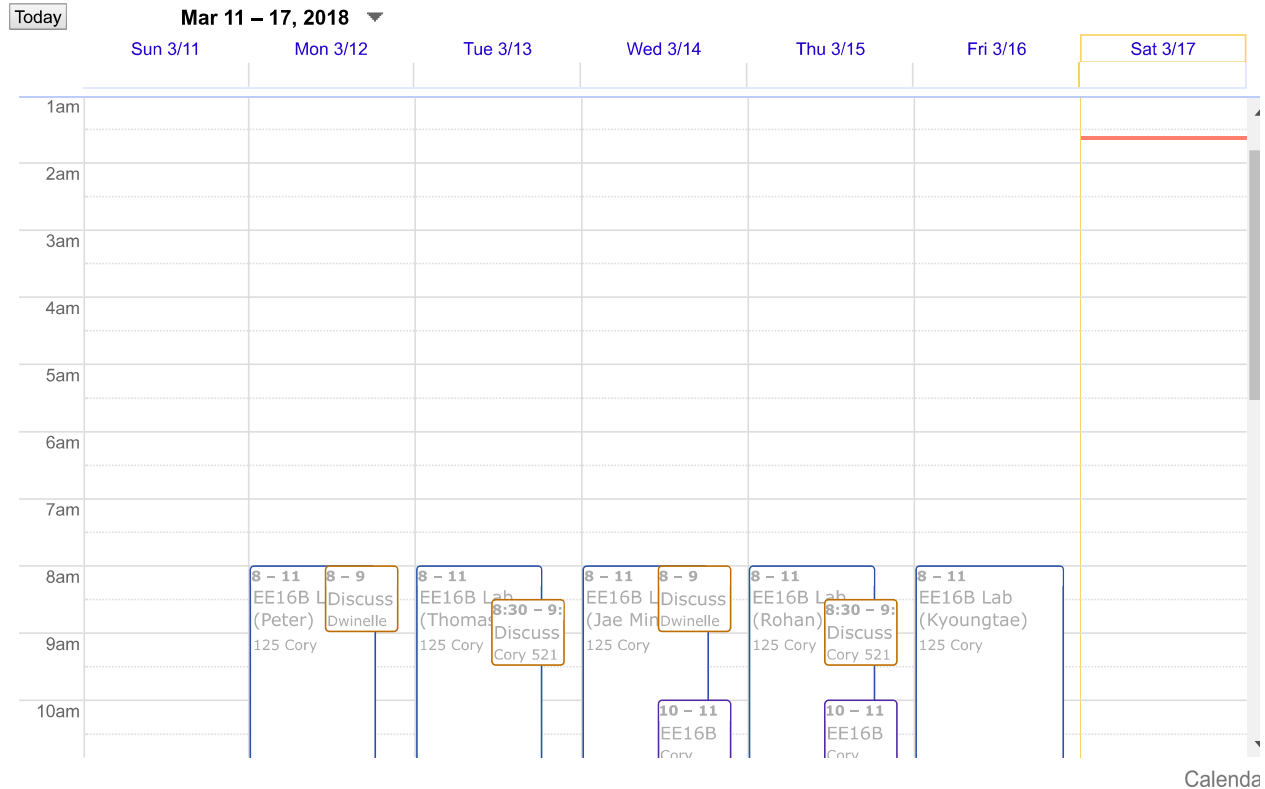 Today
Mar 11 – 17, 2018
Sun 3/11
Mon 3/12
Tue 3/13
Wed 3/14
Thu 3/15
Fri 3/16
Sat 3/17
1am
2am
3am
4am
5am
6am
7am
8am
9am
10am
8 – 11
EE16B L
(Peter)
125 Cory
8 – 9
Discuss
Dwinelle
8 – 11
EE16B Lab
(Thomas
125 Cory
8:30 – 9:
Discuss
Cory 521
8 – 11
EE16B L
(Jae Min
125 Cory
8 – 9
Discuss
Dwinelle
10 – 11
EE16B
Cory
8 – 11
EE16B Lab
(Rohan)
125 Cory
8:30 – 9:
Discuss
Cory 521
10 – 11
EE16B
Cory
8 – 11
EE16B Lab
(Kyoungtae)
125 Cory
Calenda